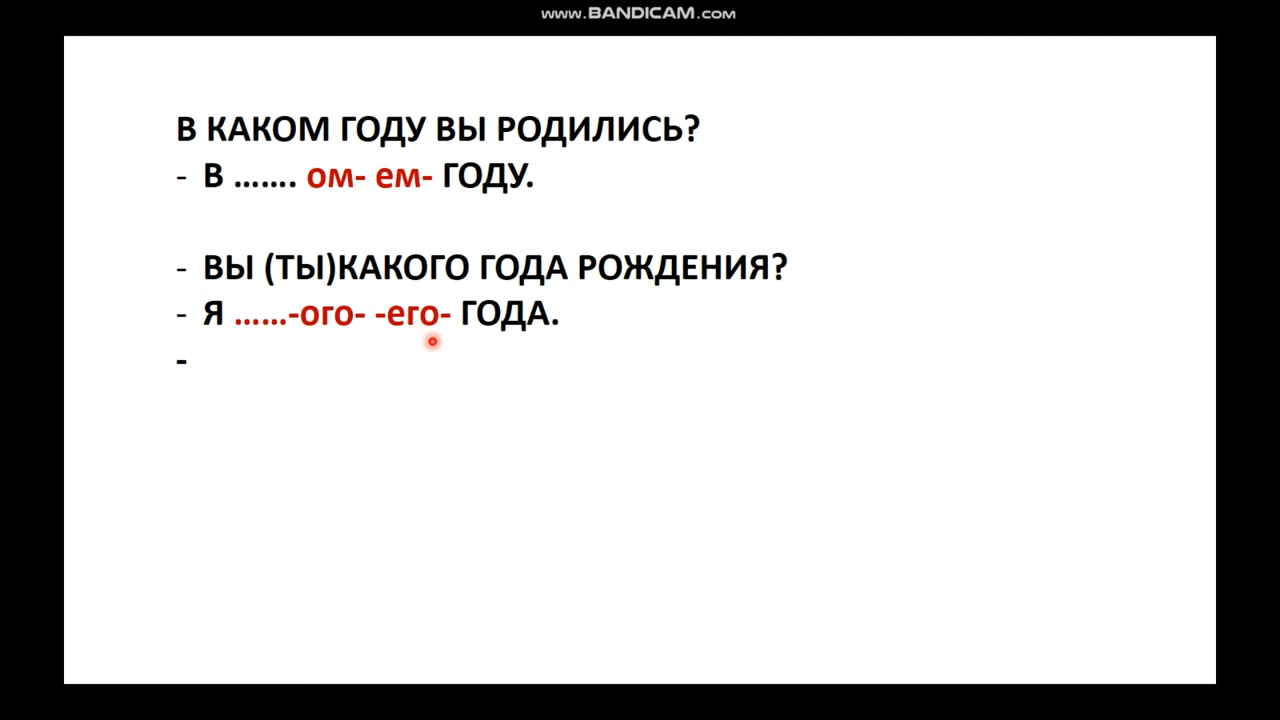 www.BANDICAM.com
В КАКОМ ГОДУ ВЫ РОДИЛИСЬ?
- В ……. ом- ем- ГОДУ.
- ВЫ (ТЫ)КАКОГО ГОДА РОЖДЕНИЯ?
- Я ……-ого- -его- ГОДА.
-